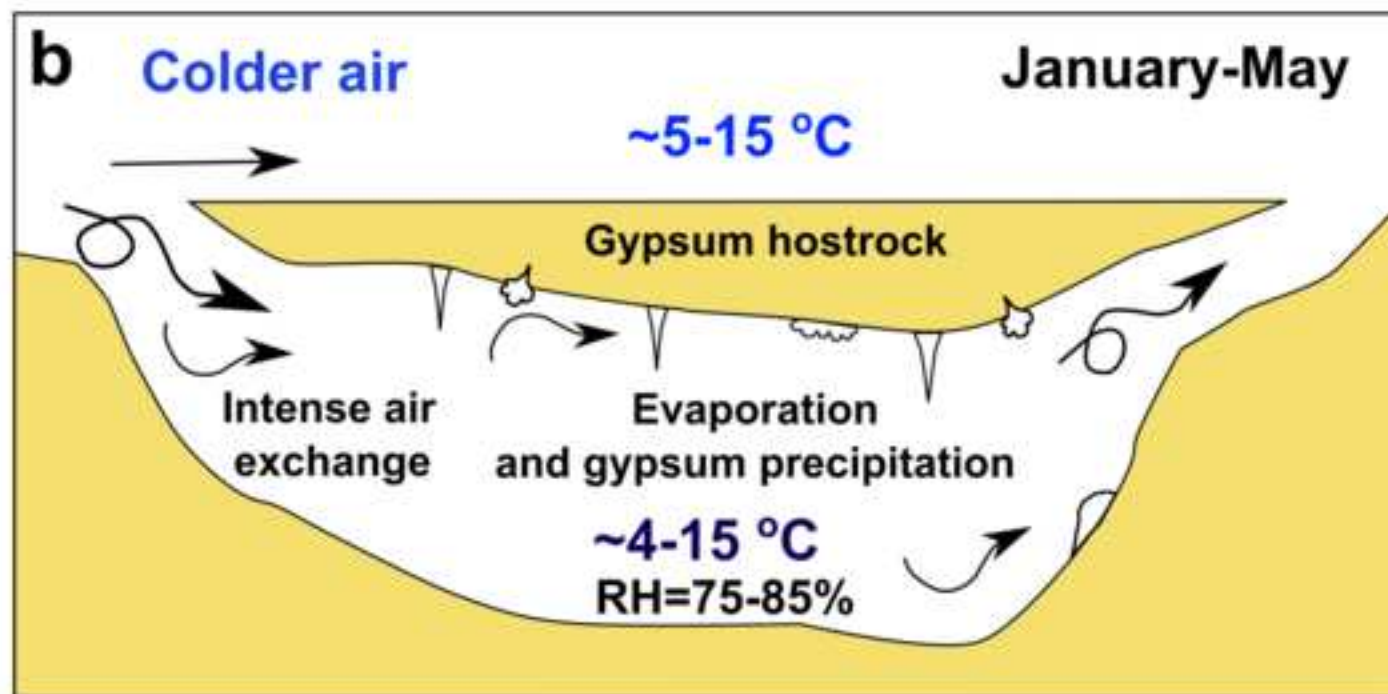 b
Colder air
January-May
~5-15 °C
Gypsum hostrock
Intense air
exchange
Evaporation
and gypsum precipitation
~4-15 °C
RH=75-85%